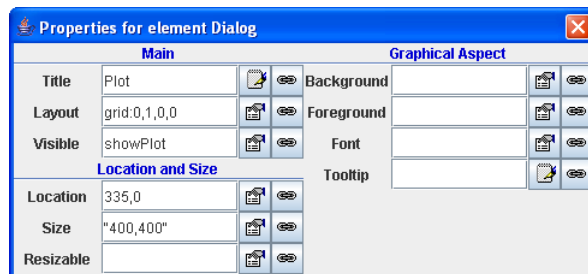 Properties for element Dialog
Main
Title Plot
Layout grid:0,1,0,0
Visible showPlot
Location and Size
Location 335,0
Size "400,400"
Resizable
Graphical Aspect
Background
Foreground
Font
Tooltip